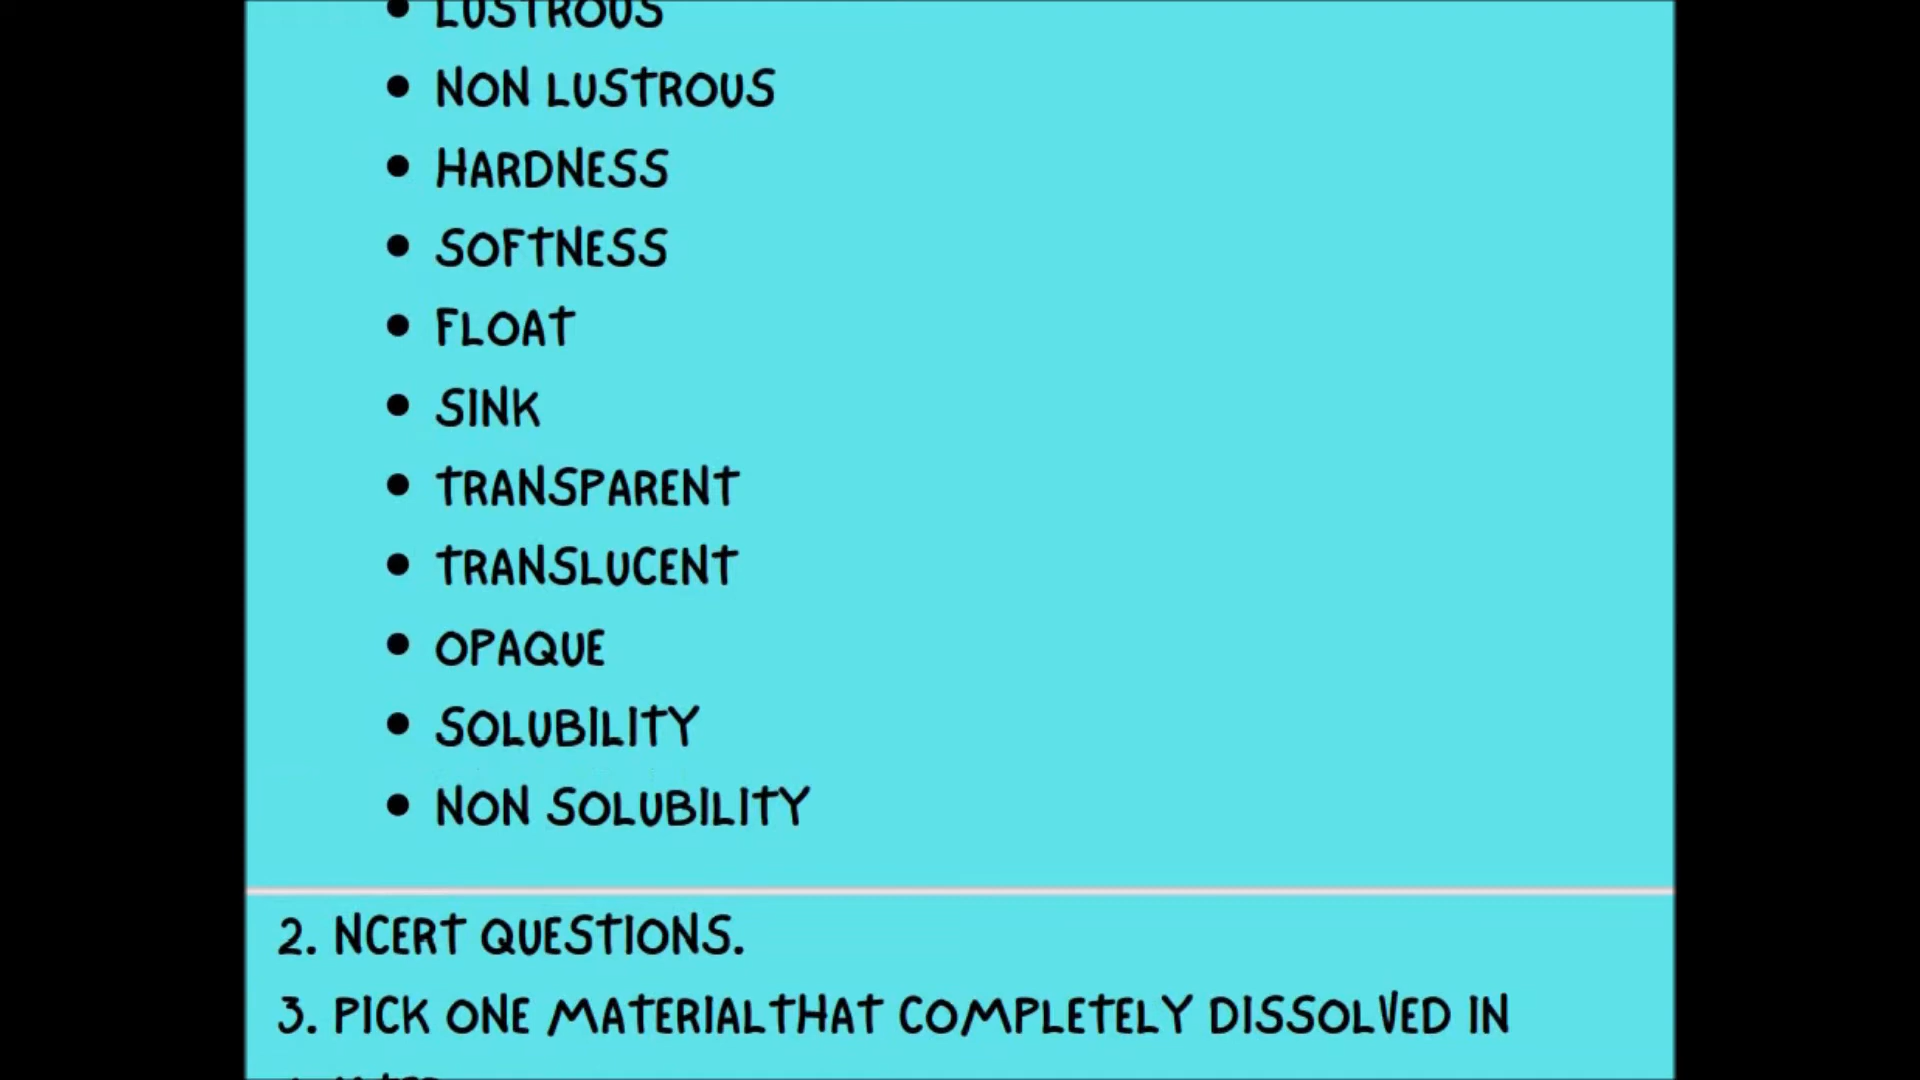 • LUSTROUS
• NON LUSTROUS
• HARDNESS
• SOFTNESS
• FLOAT
• SINK
• TRANSPARENT
• TRANSLUCENT
• OPAQUE
• SOLUBILITY
• NON SOLUBILITY
2. NCERT QUESTIONS.
3. PICK ONE MATERIALTHAT COMPLETELY DISSOLVED IN